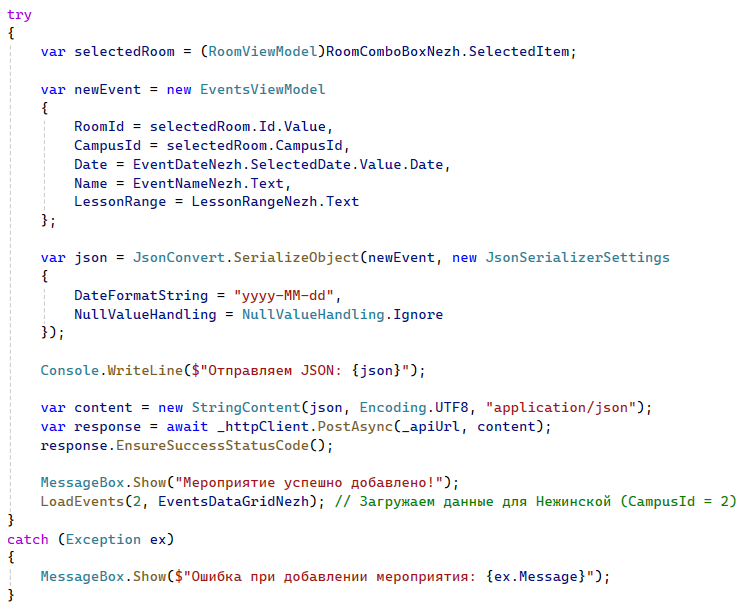 try
{
    var selectedRoom = (RoomViewModel)RoomComboBoxNezh.SelectedItem;

    var newEvent = new EventsViewModel
    {
        RoomId = selectedRoom.Id.Value,
        CampusId = selectedRoom.CampusId,
        Date = EventDateNezh.SelectedDate.Value.Date,
        Name = EventNameNezh.Text,
        LessonRange = LessonRangeNezh.Text
    };

    var json = JsonConvert.SerializeObject(newEvent, new JsonSerializerSettings
    {
        DateFormatString = "yyyy-MM-dd",
        NullValueHandling = NullValueHandling.Ignore
    });

    Console.WriteLine($"Отправляем JSON: {json}");

    var content = new StringContent(json, Encoding.UTF8, "application/json");
    var response = await _httpClient.PostAsync(_apiUrl, content);
    response.EnsureSuccessStatusCode();

    MessageBox.Show("Мероприятие успешно добавлено!");
    LoadEvents(2, EventsDataGridNezh); // Загружаем данные для Нежинской (CampusId = 2)
}
catch (Exception ex)
{
    MessageBox.Show($"Ошибка при добавлении мероприятия: {ex.Message}");
}